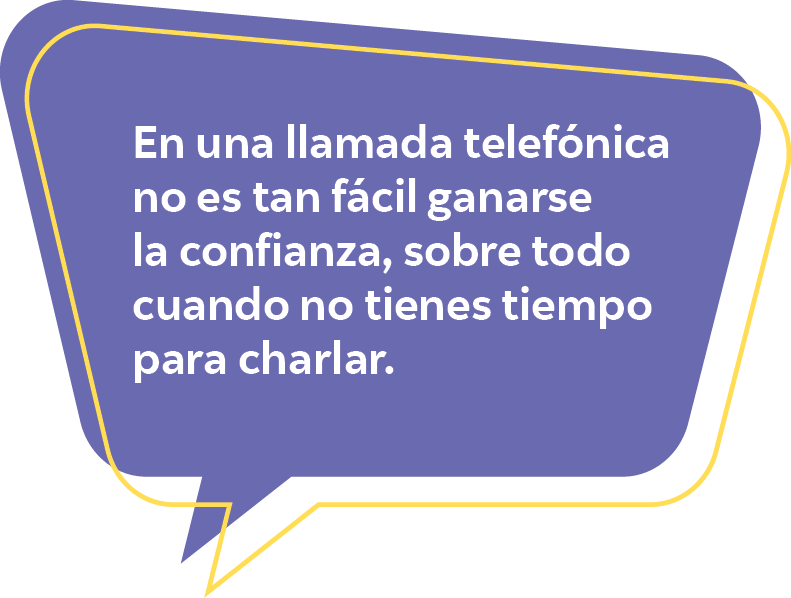 En una llamada telefónica
no es tan fácil ganarse
la confianza, sobre todo
cuando no tienes tiempo
para charlar.